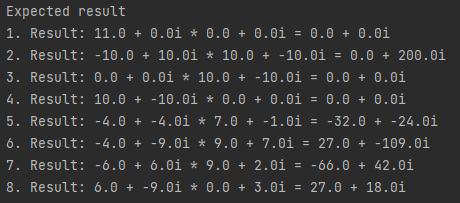 Expected result
1. Result: 11.0 + 0.0i * 0.0 + 0.0i = 0.0 + 0.0i
2. Result: -10.0 + 10.0i * 10.0 + -10.0i = 0.0 + 200.0i
3. Result: 0.0 + 0.0i * 10.0 + -10.0i = 0.0 + 0.0i
4. Result: 10.0 + -10.0i * 0.0 + 0.0i = 0.0 + 0.0i
5. Result: -4.0 + -4.0i * 7.0 + -1.0i = -32.0 + -24.0i
6. Result: -4.0 + -9.0i * 9.0 + 7.0i = 27.0 + -109.0i
7. Result: -6.0 + 6.0i * 9.0 + 2.0i = -66.0 + 42.0i
8. Result: 6.0 + -9.0i * 0.0 + 3.0i = 27.0 + 18.0i